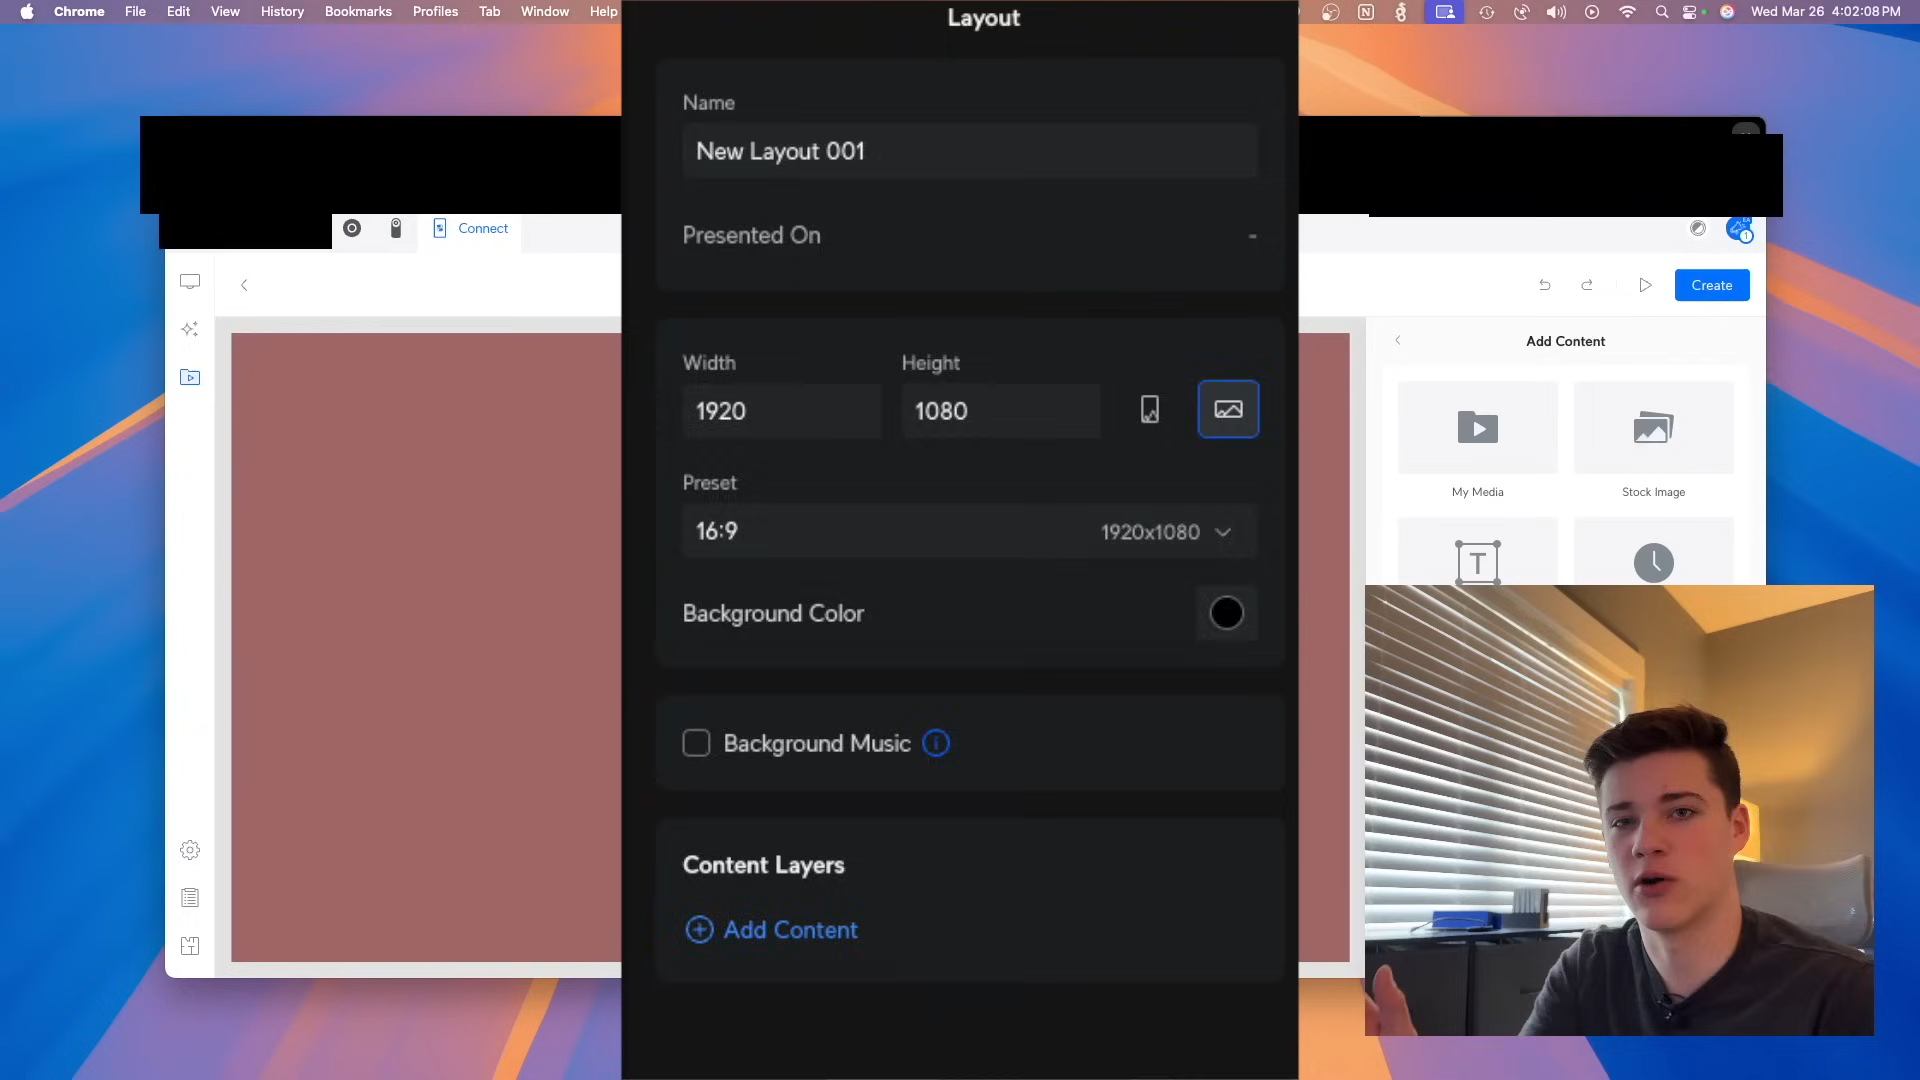 Chrome File Edit View History Bookmarks Profiles Tab Window Help
Wed Mar 26 4:02:08 PM
Layout
Name
New Layout 001
Presented On -
Connect
Create
Width Height
1920 1080
Preset
16:9 1920x1080
Background Color
Background Music
Content Layers
Add Content
Add Content
My Media Stock Image
T
EA
1